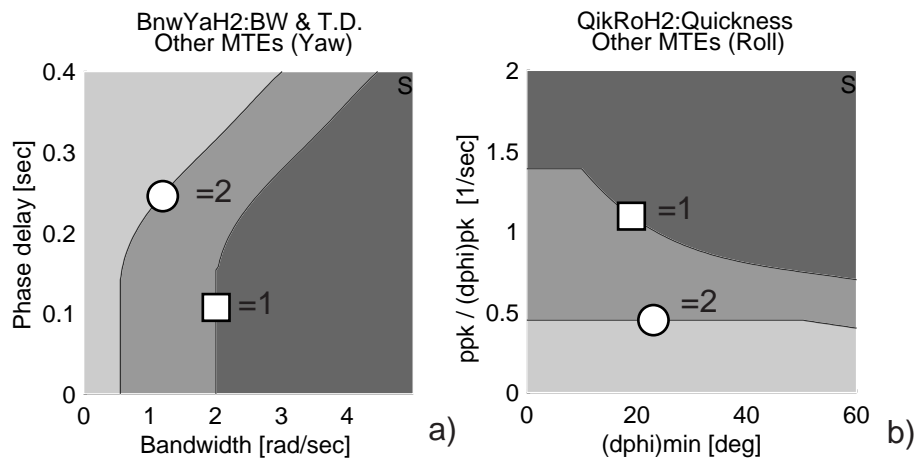 BnwYaH2:BW & T.D.
Other MTEs (Yaw)
S
0.4
0.3
0.2
0.1
0
Phase delay [sec]
=2
=1
0 1 2 3 4
Bandwidth [rad/sec]
a)
QikRoH2:Quickness
Other MTEs (Roll)
S
2
1.5
1
0.5
0
ppk / (dphi)pk [1/sec]
=1
=2
0 20 40 60
(dphi)min [deg]
b)